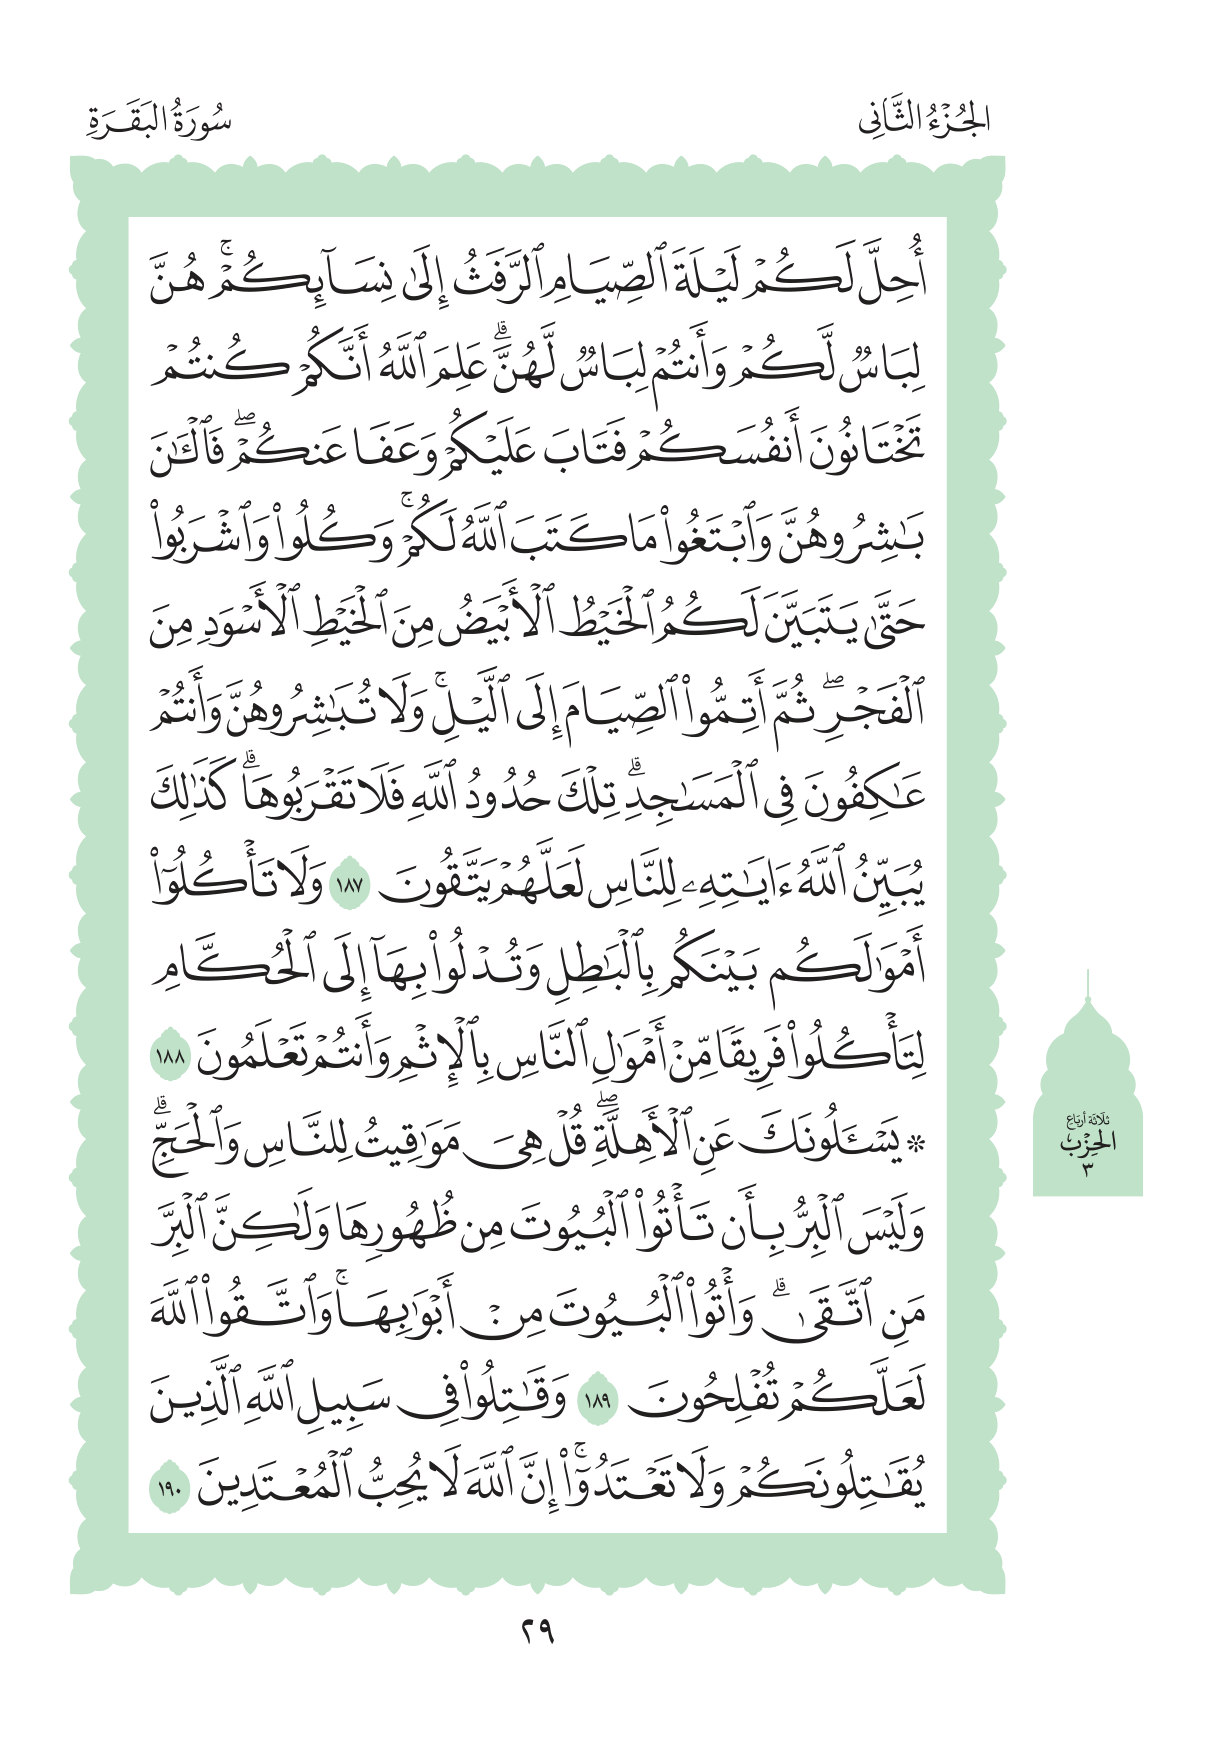 الجُزْءُ الثَّانِي
سُورَةُ البَقَرَةِ
أُحِلَّ لَكُمۡ لَيۡلَةَ ٱلصِّيَامِ ٱلرَّفَثُ إِلَىٰ نِسَآئِكُمۡۚ هُنَّ
لِبَاسٞ لَّكُمۡ وَأَنتُمۡ لِبَاسٞ لَّهُنَّۗ عَلِمَ ٱللَّهُ أَنَّكُمۡ كُنتُمۡ
تَخۡتَانُونَ أَنفُسَكُمۡ فَتَابَ عَلَيۡكُمۡ وَعَفَا عَنكُمۡۖ فَٱلۡـَٰٔنَ
بَٰشِرُوهُنَّ وَٱبۡتَغُواْ مَا كَتَبَ ٱللَّهُ لَكُمۡۚ وَكُلُواْ وَٱشۡرَبُواْ
حَتَّىٰ يَتَبَيَّنَ لَكُمُ ٱلۡخَيۡطُ ٱلۡأَبۡيَضُ مِنَ ٱلۡخَيۡطِ ٱلۡأَسۡوَدِ مِنَ
ٱلۡفَجۡرِۖ ثُمَّ أَتِمُّواْ ٱلصِّيَامَ إِلَى ٱلَّيۡلِۚ وَلَا تُبَٰشِرُوهُنَّ وَأَنتُمۡ
عَٰكِفُونَ فِي ٱلۡمَسَٰجِدِۗ تِلۡكَ حُدُودُ ٱللَّهِ فَلَا تَقۡرَبُوهَاۗ كَذَٰلِكَ
يُبَيِّنُ ٱللَّهُ ءَايَٰتِهِۦ لِلنَّاسِ لَعَلَّهُمۡ يَتَّقُونَ ١٨٧ وَلَا تَأۡكُلُوٓاْ
أَمۡوَٰلَكُم بَيۡنَكُم بِٱلۡبَٰطِلِ وَتُدۡلُواْ بِهَآ إِلَى ٱلۡحُكَّامِ
لِتَأۡكُلُواْ فَرِيقٗا مِّنۡ أَمۡوَٰلِ ٱلنَّاسِ بِٱلۡإِثۡمِ وَأَنتُمۡ تَعۡلَمُونَ ١٨٨
۞ يَسۡـَٔلُونَكَ عَنِ ٱلۡأَهِلَّةِۖ قُلۡ هِيَ مَوَٰقِيتُ لِلنَّاسِ وَٱلۡحَجِّۗ
وَلَيۡسَ ٱلۡبِرُّ بِأَن تَأۡتُواْ ٱلۡبُيُوتَ مِن ظُهُورِهَا وَلَٰكِنَّ ٱلۡبِرَّ
مَنِ ٱتَّقَىٰۗ وَأۡتُواْ ٱلۡبُيُوتَ مِنۡ أَبۡوَٰبِهَاۚ وَٱتَّقُواْ ٱللَّهَ
لَعَلَّكُمۡ تُفۡلِحُونَ ١٨٩ وَقَٰتِلُواْ فِي سَبِيلِ ٱللَّهِ ٱلَّذِينَ
يُقَٰتِلُونَكُمۡ وَلَا تَعۡتَدُوٓاْۚ إِنَّ ٱللَّهَ لَا يُحِبُّ ٱلۡمُعۡتَدِينَ ١٩٠
ثلاثة أرباع
الحزب
٣
٢٩